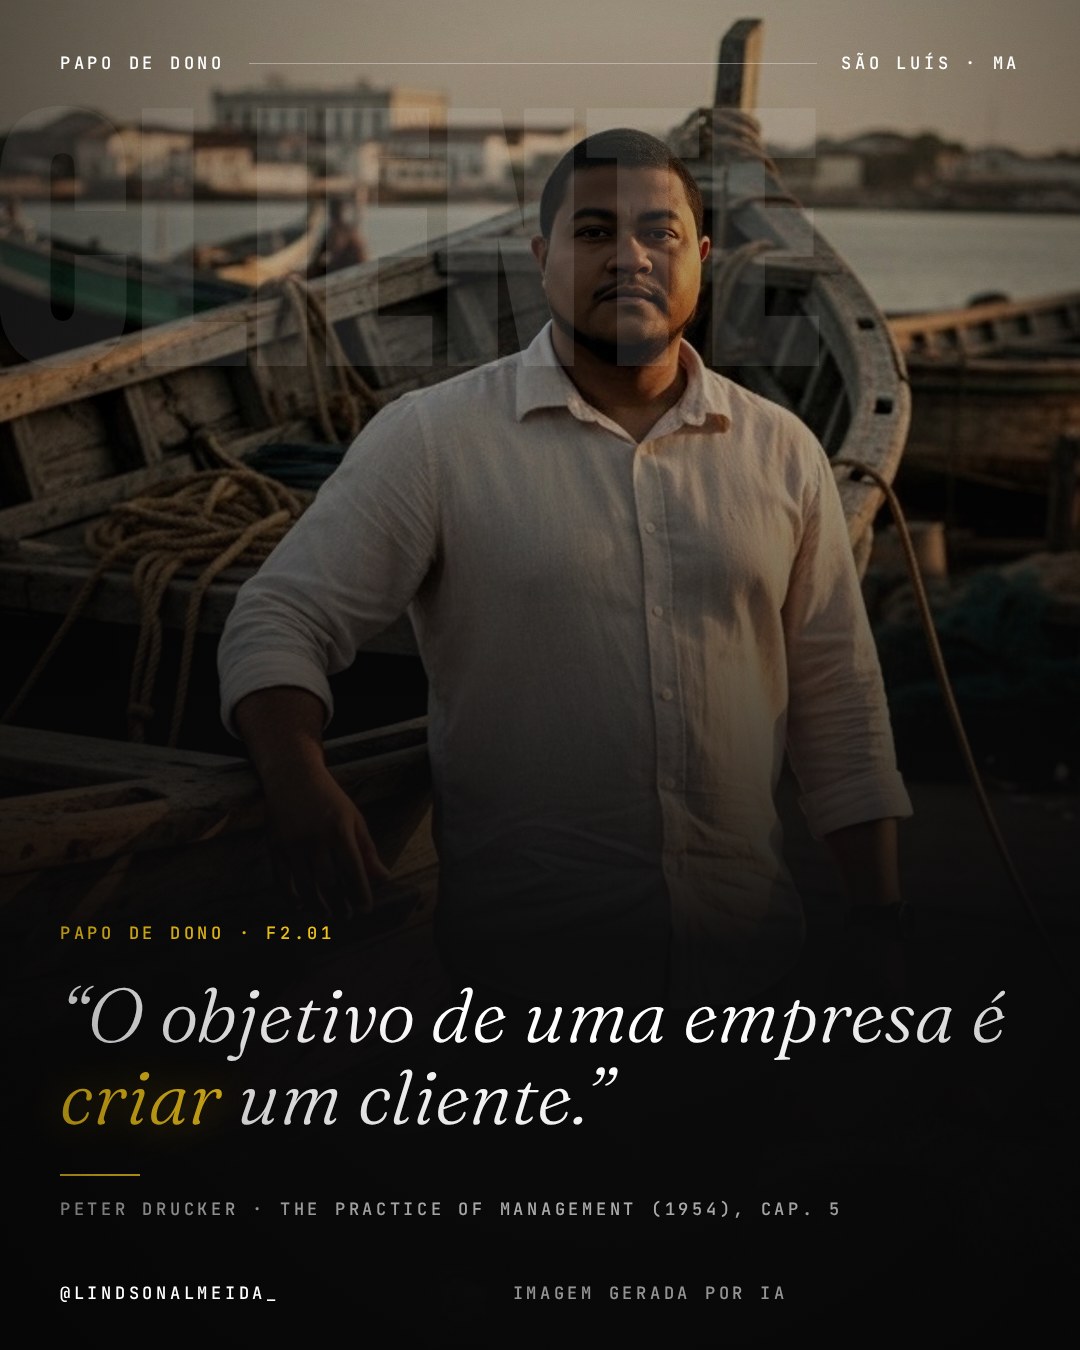 PAPO DE DONO
SÃO LUÍS · MA
CLIENTE
PAPO DE DONO · F2.01
“O objetivo de uma empresa é
criar um cliente.”
PETER DRUCKER · THE PRACTICE OF MANAGEMENT (1954), CAP. 5
@LINDSONALMEIDA_
IMAGEM GERADA POR IA